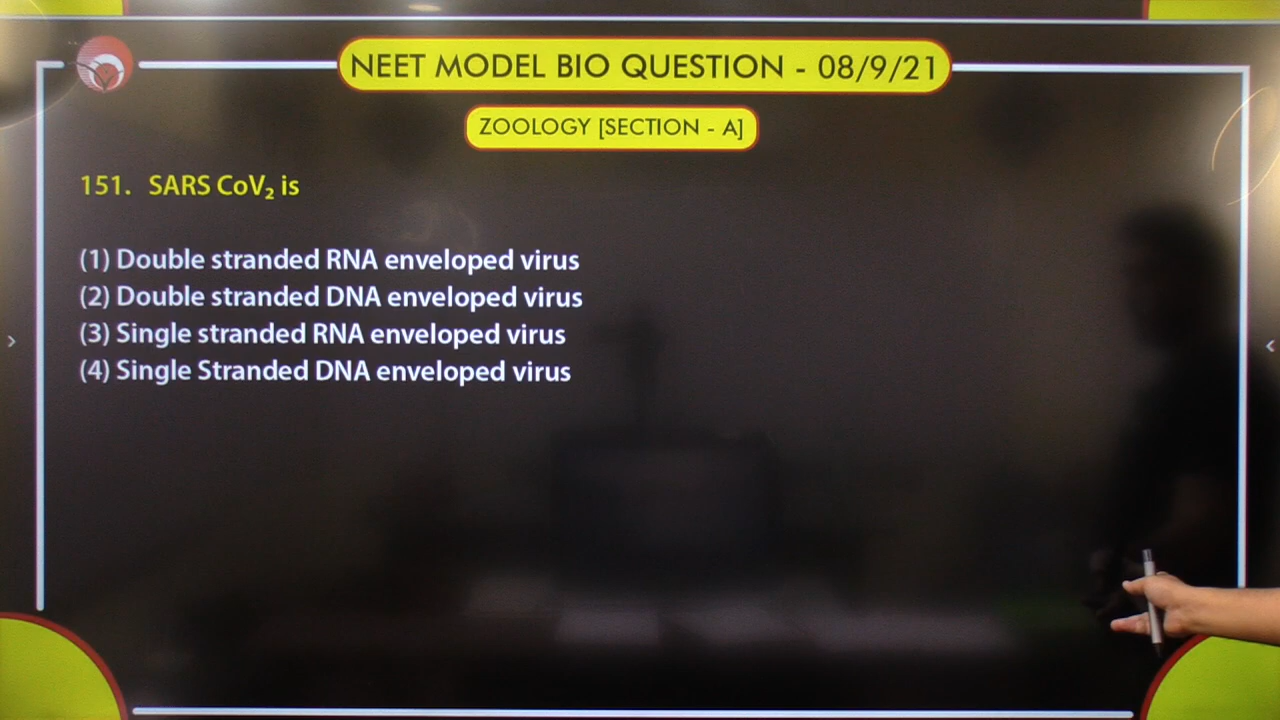 NEET MODEL BIO QUESTION - 08/9/21
ZOOLOGY [SECTION - A]
151. SARS CoV₂ is
(1) Double stranded RNA enveloped virus
(2) Double stranded DNA enveloped virus
(3) Single stranded RNA enveloped virus
(4) Single Stranded DNA enveloped virus